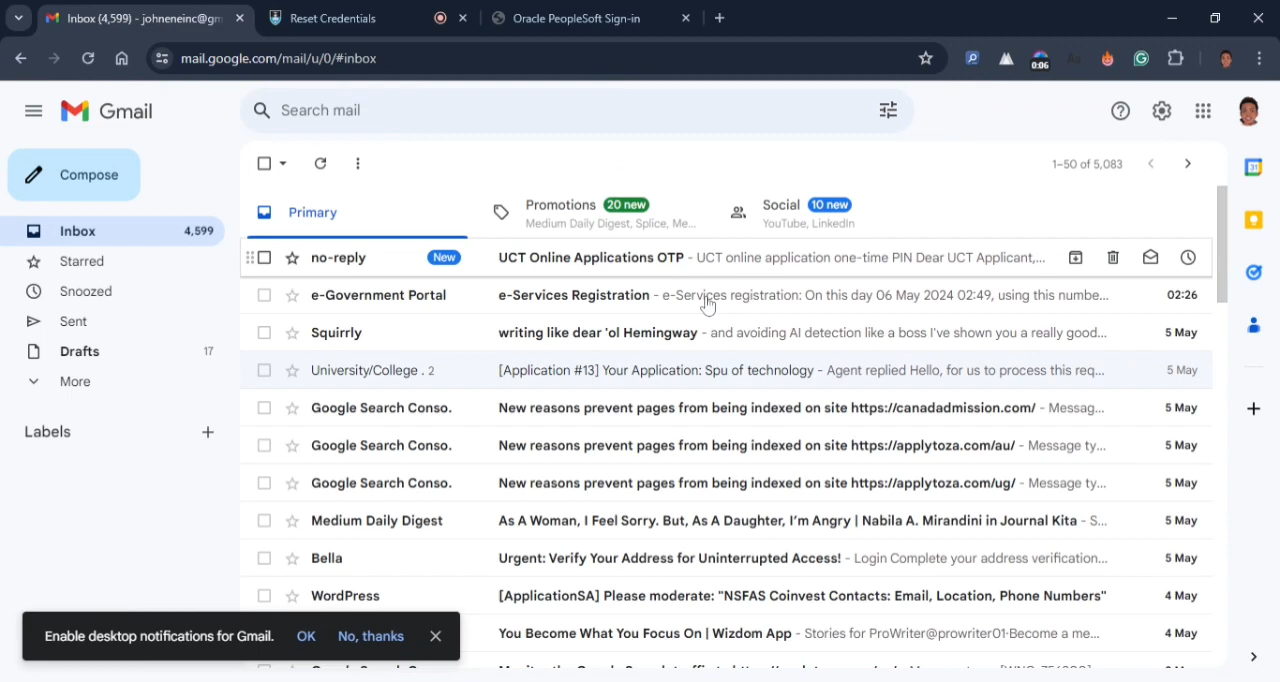 Inbox (4,599) - johneneinc@gm
Reset Credentials
Oracle PeopleSoft Sign-in
mail.google.com/mail/u/0/#inbox
0:06
Gmail
Search mail
Compose
1–50 of 5,083
31
Primary
Promotions 20 new
Medium Daily Digest, Splice, Me...
Social 10 new
YouTube, LinkedIn
Inbox 4,599
Starred
Snoozed
Sent
Drafts 17
More
Labels
no-reply New UCT Online Applications OTP - UCT online application one-time PIN Dear UCT Applicant,...
e-Government Portal e-Services Registration - e-Services registration: On this day 06 May 2024 02:49, using this numbe... 02:26
Squirrly writing like dear 'ol Hemingway - and avoiding AI detection like a boss I've shown you a really good... 5 May
University/College . 2 [Application #13] Your Application: Spu of technology - Agent replied Hello, for us to process this req... 5 May
Google Search Conso. New reasons prevent pages from being indexed on site https://canadadmission.com/ - Messag... 5 May
Google Search Conso. New reasons prevent pages from being indexed on site https://applytoza.com/au/ - Message ty... 5 May
Google Search Conso. New reasons prevent pages from being indexed on site https://applytoza.com/ug/ - Message ty... 5 May
Medium Daily Digest As A Woman, I Feel Sorry. But, As A Daughter, I'm Angry | Nabila A. Mirandini in Journal Kita - S... 5 May
Bella Urgent: Verify Your Address for Uninterrupted Access! - Login Complete your address verification... 5 May
WordPress [ApplicationSA] Please moderate: "NSFAS Coinvest Contacts: Email, Location, Phone Numbers" 4 May
You Become What You Focus On | Wizdom App - Stories for ProWriter@prowriter01·Become a me... 4 May
Enable desktop notifications for Gmail. OK No, thanks